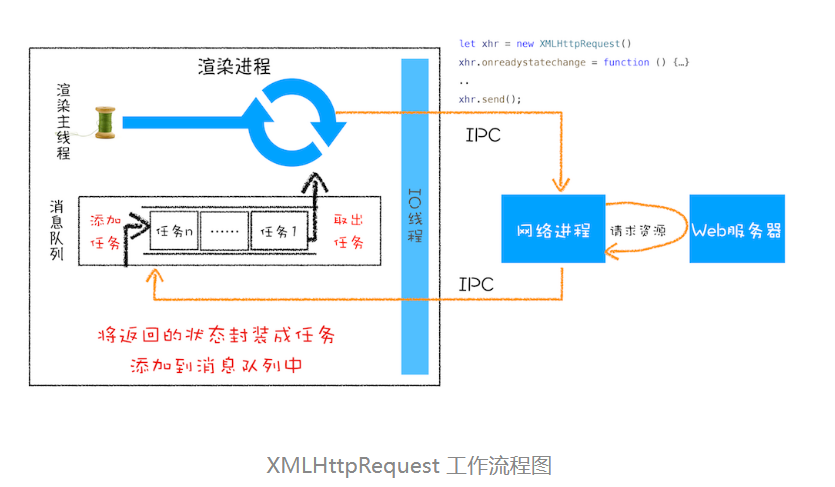 let xhr = new XMLHttpRequest()
xhr.onreadystatechange = function () {…}
..
xhr.send();
渲染进程
渲染主线程
IPC
IO线程
消息队列
添加
任务
任务n
……
任务1
取出
任务
网络进程
请求资源
Web服务器
IPC
将返回的状态封装成任务
添加到消息队列中
XMLHttpRequest 工作流程图